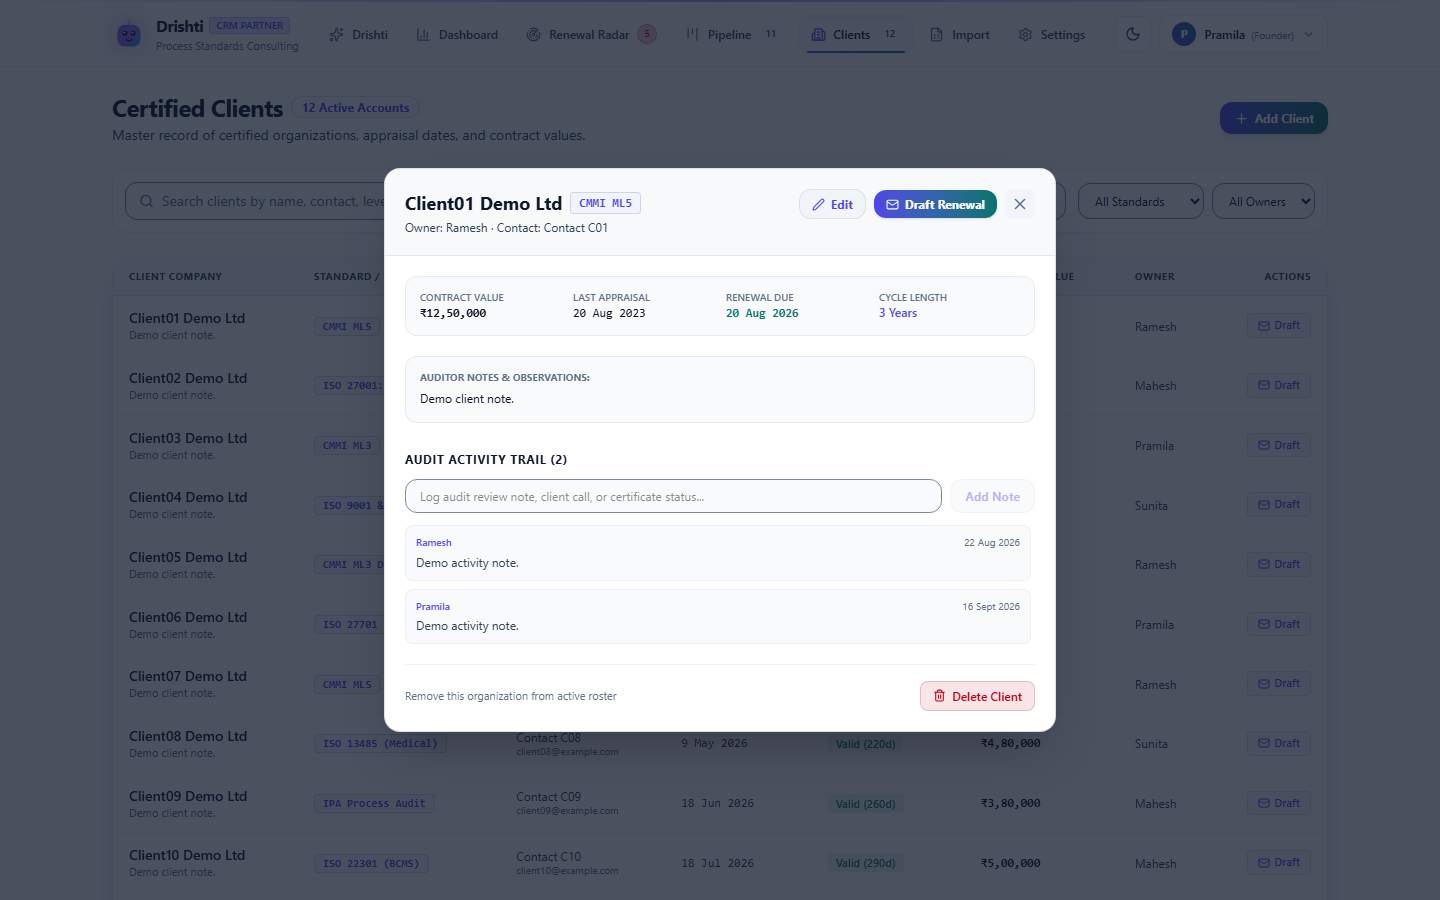 Drishti CRM PARTNER
Process Standards Consulting
Drishti
Dashboard
Renewal Radar 5
Pipeline 11
Clients 12
Import
Settings
P Pramila (Founder)
Certified Clients 12 Active Accounts
Master record of certified organizations, appraisal dates, and contract values.
+ Add Client
Search clients by name, contact, leve
All Standards
All Owners
CLIENT COMPANY STANDARD / LUE OWNER ACTIONS
Client01 Demo Ltd
Demo client note.
CMMI ML5
Ramesh
Draft
Client02 Demo Ltd
Demo client note.
ISO 27001:
Mahesh
Draft
Client03 Demo Ltd
Demo client note.
CMMI ML3
Pramila
Draft
Client04 Demo Ltd
Demo client note.
ISO 9001 &
Sunita
Draft
Client05 Demo Ltd
Demo client note.
CMMI ML3 D
Ramesh
Draft
Client06 Demo Ltd
Demo client note.
ISO 27701
Pramila
Draft
Client07 Demo Ltd
Demo client note.
CMMI ML5
Ramesh
Draft
Client08 Demo Ltd
Demo client note.
ISO 13485 (Medical)
Contact C08
client08@example.com
9 May 2026
Valid (220d)
₹4,80,000
Sunita
Draft
Client09 Demo Ltd
Demo client note.
IPA Process Audit
Contact C09
client09@example.com
18 Jun 2026
Valid (260d)
₹3,80,000
Mahesh
Draft
Client10 Demo Ltd
Demo client note.
ISO 22301 (BCMS)
Contact C10
client10@example.com
18 Jul 2026
Valid (290d)
₹5,00,000
Mahesh
Draft
Client01 Demo Ltd CMMI ML5
Owner: Ramesh · Contact: Contact C01
Edit
Draft Renewal
CONTRACT VALUE LAST APPRAISAL RENEWAL DUE CYCLE LENGTH
₹12,50,000 20 Aug 2023 20 Aug 2026 3 Years
AUDITOR NOTES & OBSERVATIONS:
Demo client note.
AUDIT ACTIVITY TRAIL (2)
Log audit review note, client call, or certificate status...
Add Note
Ramesh 22 Aug 2026
Demo activity note.
Pramila 16 Sept 2026
Demo activity note.
Remove this organization from active roster
Delete Client